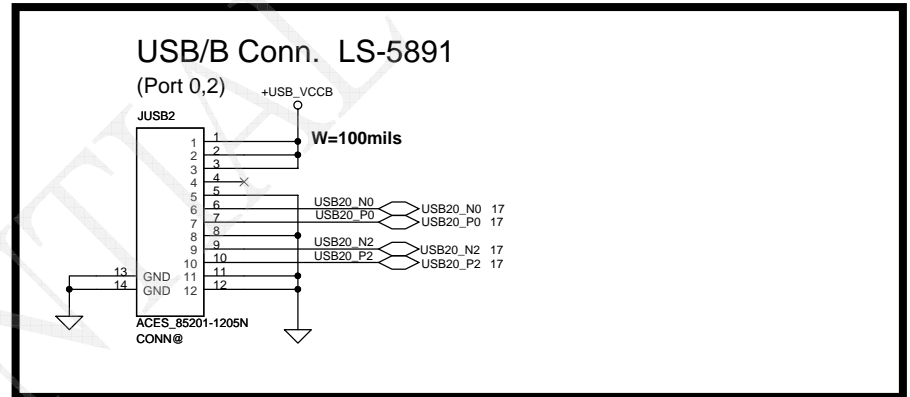 USB/B Conn. LS-5891
(Port 0,2)
+USB_VCCB
JUSB2
W=100mils
1 1
2 2
3 3
4 4
5 5
6 6 USB20_N0 USB20_N0 17
7 7 USB20_P0 USB20_P0 17
8 8
9 9 USB20_N2 USB20_N2 17
10 10 USB20_P2 USB20_P2 17
13 GND 11 11
14 GND 12 12
ACES_85201-1205N
CONN@